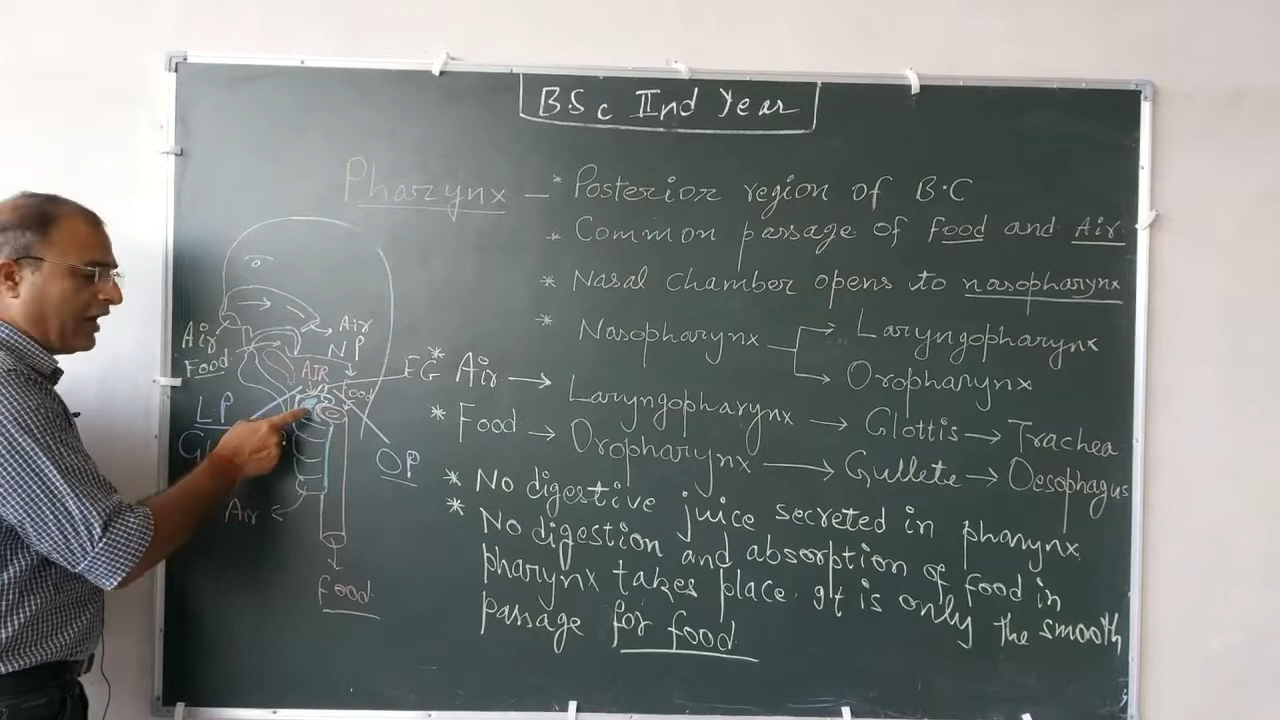 BSc IInd Year
Pharynx — * Posterior region of B.C
* Common passage of food and Air
* Nasal chamber opens to nasopharynx
* Nasopharynx → Laryngopharynx
→ Oropharynx
* Air → Laryngopharynx → Glottis → Trachea
* Food → Oropharynx → Gullete → Oesophagus
* No digestive juice secreted in pharynx
* No digestion and absorption of food in
pharynx takes place. It is only the smooth
passage for food
Air
Food
Air
NP
AIR
Food
EG
LP
OP
Air
Food